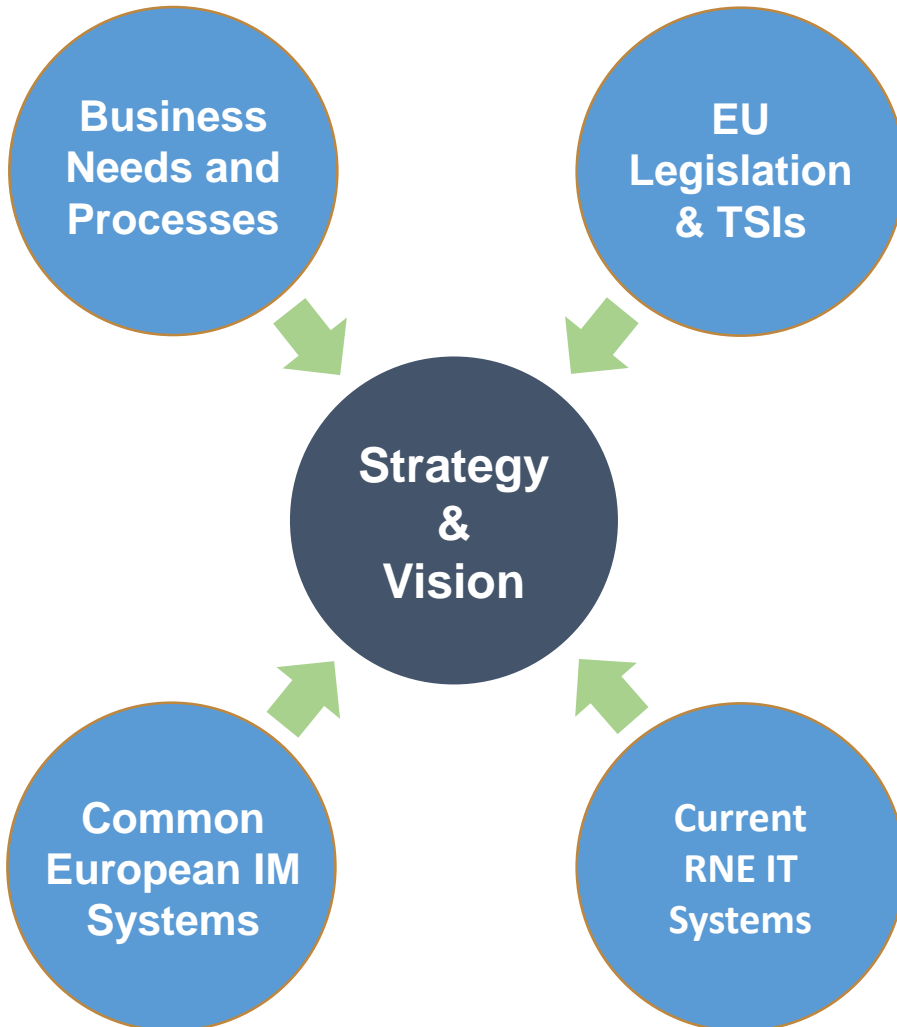 Business
Needs and
Processes
EU
Legislation
& TSIs
Strategy
&
Vision
Common
European IM
Systems
Current
RNE IT
Systems